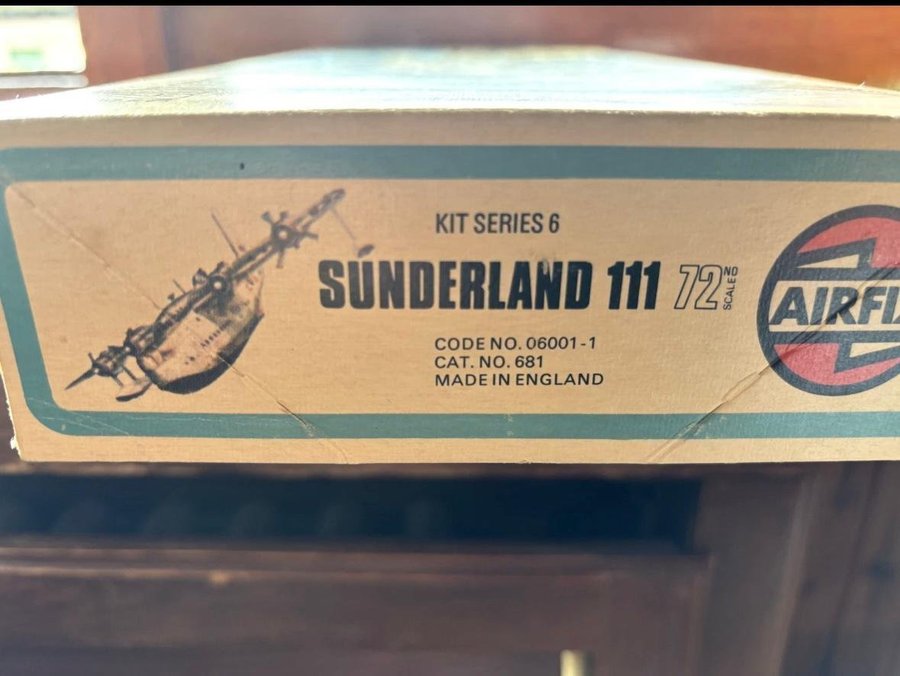 KIT SERIES 6
SUNDERLAND 111 72ND SCALE
CODE NO. 06001-1
CAT. NO. 681
MADE IN ENGLAND
AIRFI